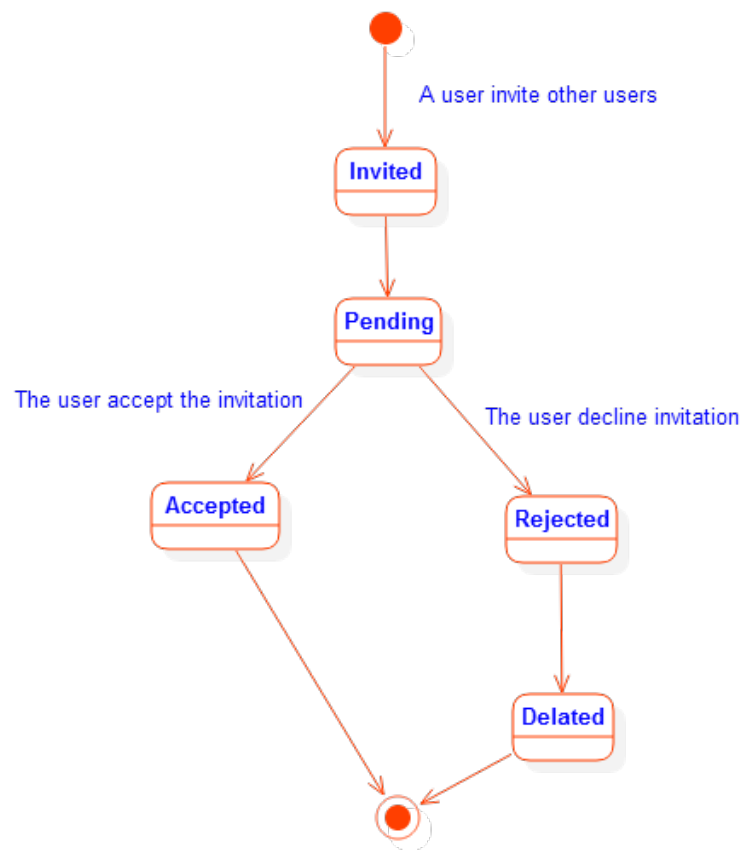 A user invite other users
Invited
Pending
The user accept the invitation
The user decline invitation
Accepted
Rejected
Delated